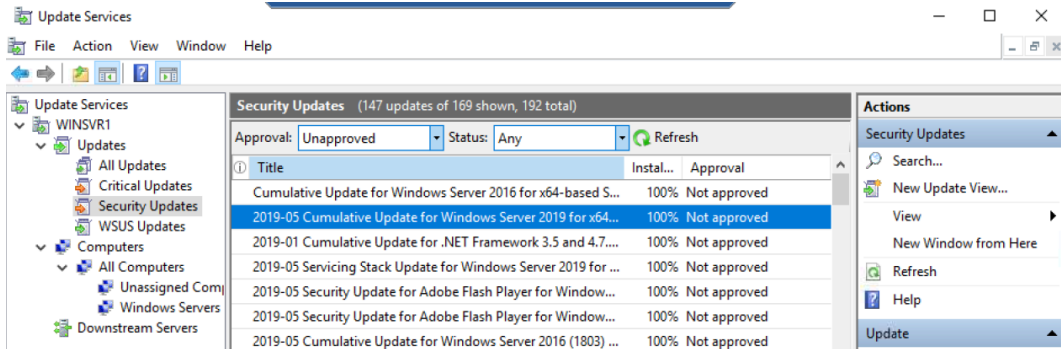 Update Services
File Action View Window Help
Update Services
WINSVR1
Updates
All Updates
Critical Updates
Security Updates
WSUS Updates
Computers
All Computers
Unassigned Comp
Windows Servers
Downstream Servers
Security Updates (147 updates of 169 shown, 192 total)
Approval: Unapproved Status: Any Refresh
Title Instal... Approval
Cumulative Update for Windows Server 2016 for x64-based S... 100% Not approved
2019-05 Cumulative Update for Windows Server 2019 for x64... 100% Not approved
2019-01 Cumulative Update for .NET Framework 3.5 and 4.7.... 100% Not approved
2019-05 Servicing Stack Update for Windows Server 2019 for ... 100% Not approved
2019-05 Security Update for Adobe Flash Player for Window... 100% Not approved
2019-05 Security Update for Adobe Flash Player for Window... 100% Not approved
2019-05 Cumulative Update for Windows Server 2016 (1803) ... 100% Not approved
Actions
Security Updates
Search...
New Update View...
View
New Window from Here
Refresh
Help
Update